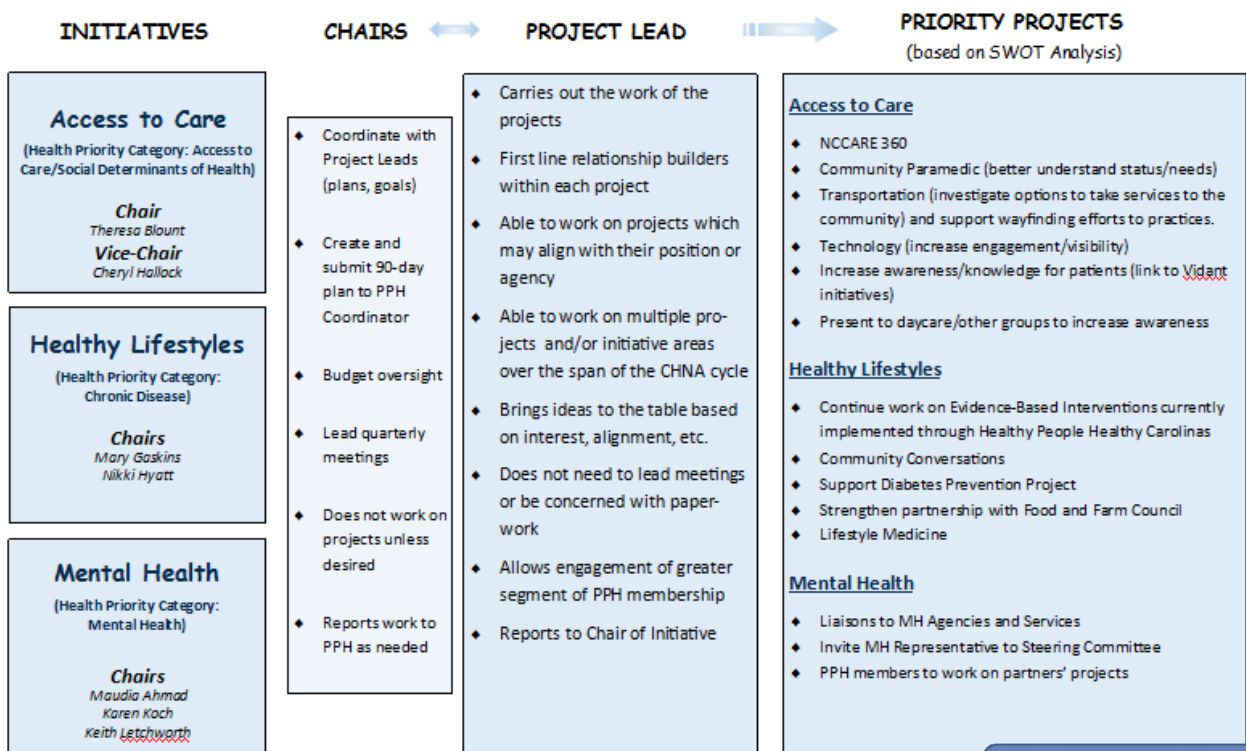 INITIATIVES
CHAIRS
PROJECT LEAD
PRIORITY PROJECTS
(based on SWOT Analysis)
Access to Care
(Health Priority Category: Access to
Care/Social Determinants of Health)
Chair
Theresa Blount
Vice-Chair
Cheryl Hallock
Healthy Lifestyles
(Health Priority Category:
Chronic Disease)
Chairs
Mary Gaskins
Nikki Hyatt
Mental Health
(Health Priority Category:
Mental Health)
Chairs
Maudia Ahmad
Karen Koch
Keith Letchworth
◆ Coordinate with
Project Leads
(plans, goals)
◆ Create and
submit 90-day
plan to PPH
Coordinator
◆ Budget oversight
◆ Lead quarterly
meetings
◆ Does not work on
projects unless
desired
◆ Reports work to
PPH as needed
◆ Carries out the work of the
projects
◆ First line relationship builders
within each project
◆ Able to work on projects which
may align with their position or
agency
◆ Able to work on multiple pro-
jects and/or initiative areas
over the span of the CHNA cycle
◆ Brings ideas to the table based
on interest, alignment, etc.
◆ Does not need to lead meetings
or be concerned with paper-
work
◆ Allows engagement of greater
segment of PPH membership
◆ Reports to Chair of Initiative
Access to Care
◆ NCCARE 360
◆ Community Paramedic (better understand status/needs)
◆ Transportation (investigate options to take services to the
community) and support wayfinding efforts to practices.
◆ Technology (increase engagement/visibility)
◆ Increase awareness/knowledge for patients (link to Vidant
initiatives)
◆ Present to daycare/other groups to increase awareness
Healthy Lifestyles
◆ Continue work on Evidence-Based Interventions currently
implemented through Healthy People Healthy Carolinas
◆ Community Conversations
◆ Support Diabetes Prevention Project
◆ Strengthen partnership with Food and Farm Council
◆ Lifestyle Medicine
Mental Health
◆ Liaisons to MH Agencies and Services
◆ Invite MH Representative to Steering Committee
◆ PPH members to work on partners' projects